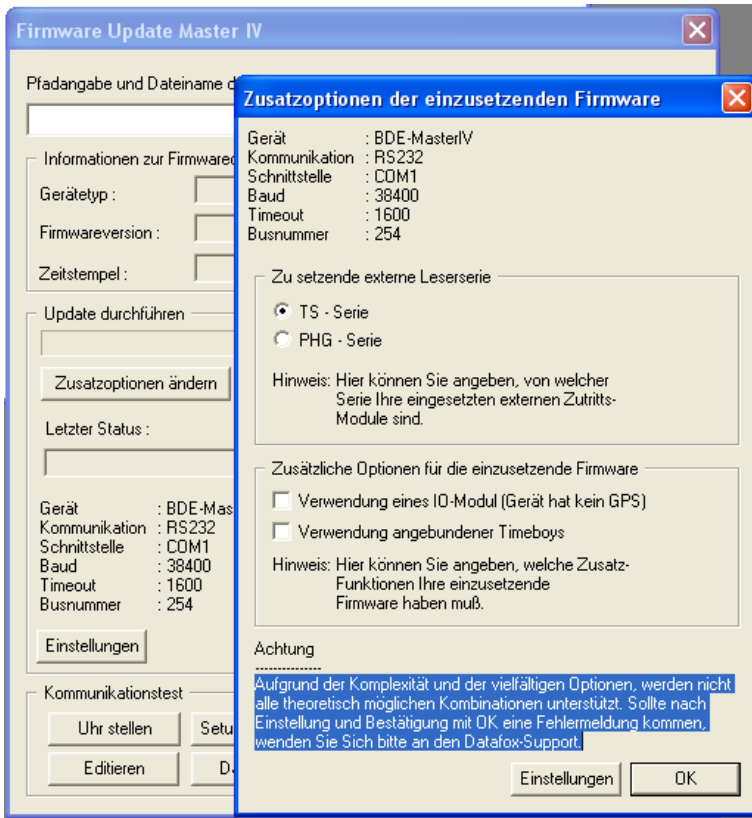 Firmware Update Master IV
Pfadangabe und Dateiname d
Informationen zur Firmware
Gerätetyp :
Firmwareversion :
Zeitstempel :
Update durchführen
Zusatzoptionen ändern
Letzter Status :
Gerät : BDE-Mas
Kommunikation : RS232
Schnittstelle : COM1
Baud : 38400
Timeout : 1600
Busnummer : 254
Einstellungen
Kommunikationstest
Uhr stellen
Setu
Editieren
D
Zusatzoptionen der einzusetzenden Firmware
Gerät : BDE-MasterIV
Kommunikation : RS232
Schnittstelle : COM1
Baud : 38400
Timeout : 1600
Busnummer : 254
Zu setzende externe Leserserie
TS - Serie
PHG - Serie
Hinweis: Hier können Sie angeben, von welcher
Serie Ihre eingesetzten externen Zutritts-
Module sind.
Zusätzliche Optionen für die einzusetzende Firmware
Verwendung eines IO-Modul (Gerät hat kein GPS)
Verwendung angebundener Timeboys
Hinweis: Hier können Sie angeben, welche Zusatz-
Funktionen Ihre einzusetzende
Firmware haben muß.
Achtung
---------------
Aufgrund der Komplexität und der vielfältigen Optionen, werden nicht
alle theoretisch möglichen Kombinationen unterstützt. Sollte nach
Einstellung und Bestätigung mit OK eine Fehlermeldung kommen,
wenden Sie Sich bitte an den Datafox-Support.
Einstellungen
OK